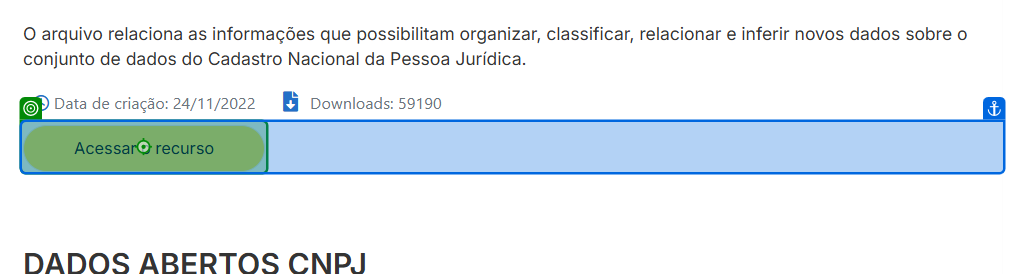 O arquivo relaciona as informações que possibilitam organizar, classificar, relacionar e inferir novos dados sobre o
conjunto de dados do Cadastro Nacional da Pessoa Jurídica.
Data de criação: 24/11/2022 Downloads: 59190
Acessar o recurso
DADOS ABERTOS CNPJ